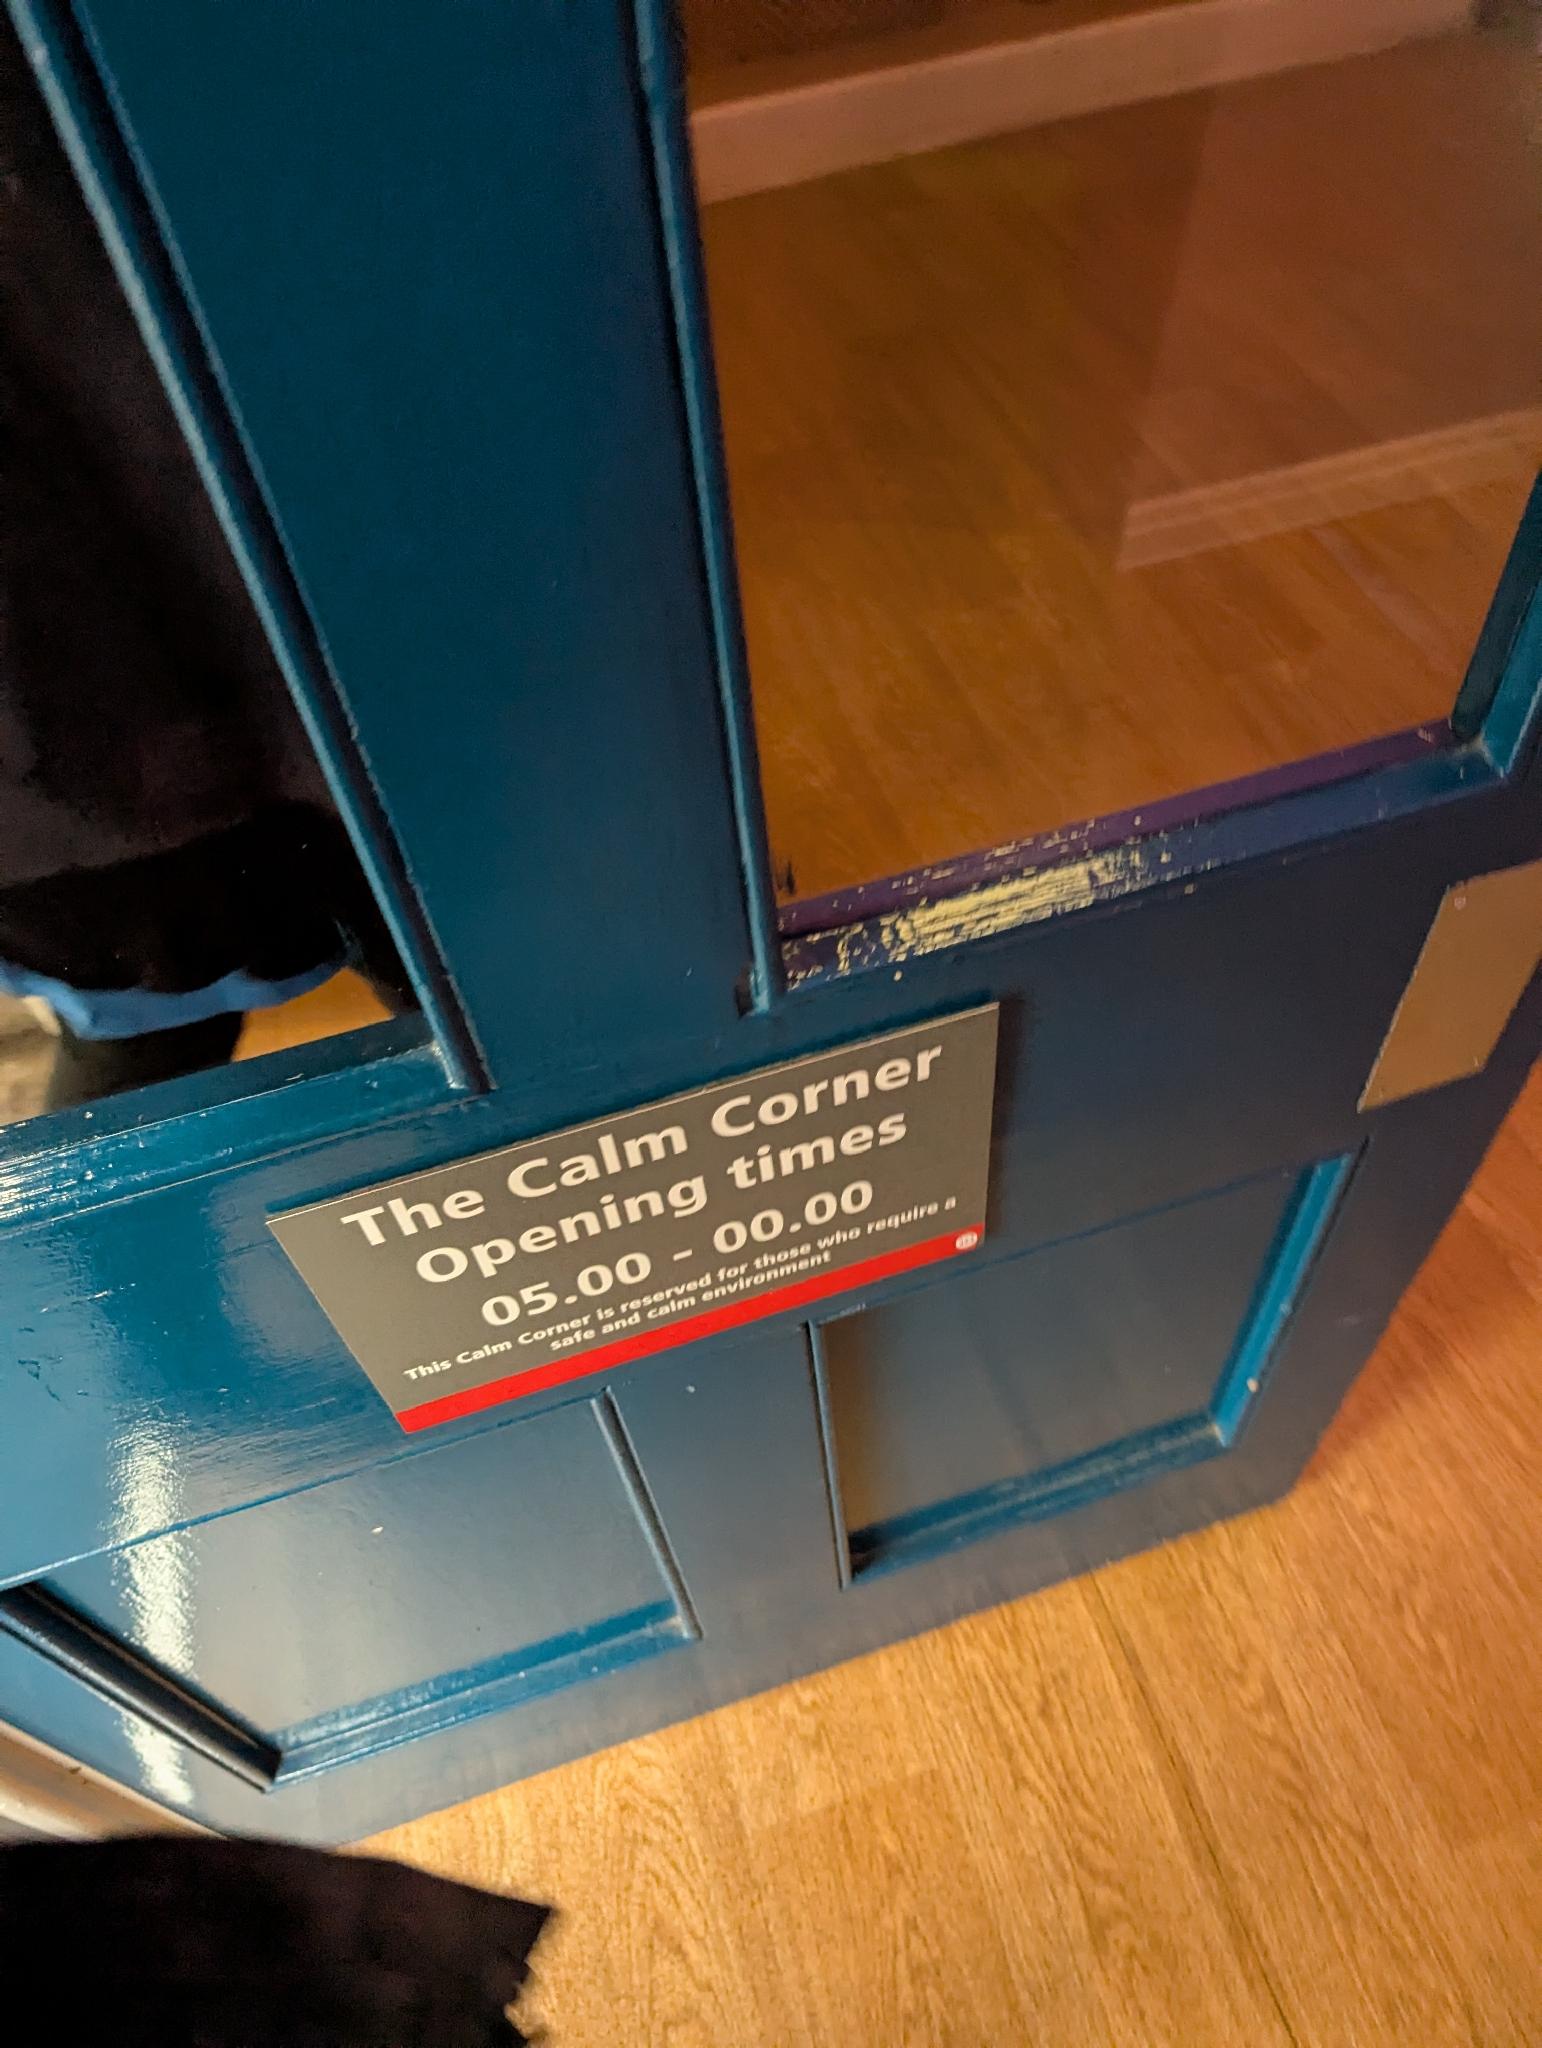 The Calm Corner
Opening times
05.00 - 00.00
This Calm Corner is reserved for those who require a
safe and calm environment